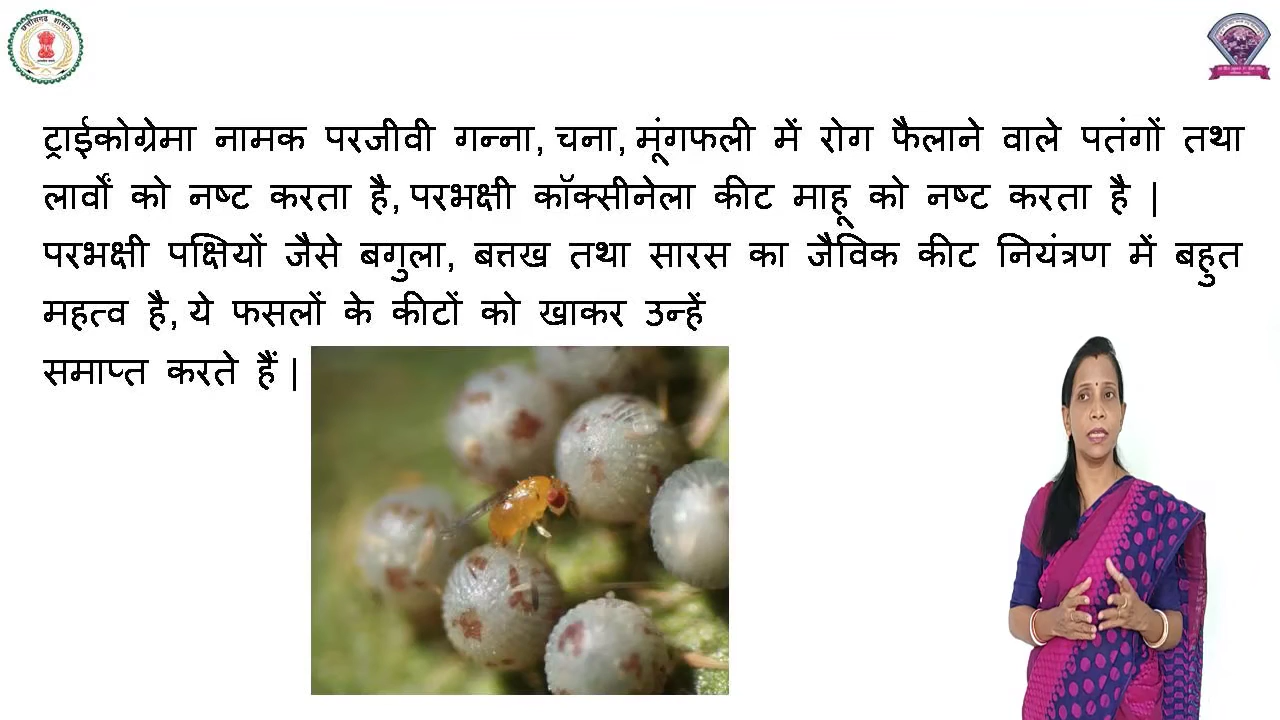 ट्राईकोग्रेमा नामक परजीवी गन्ना, चना, मूंगफली में रोग फैलाने वाले पतंगों तथा
लार्वों को नष्ट करता है, परभक्षी कॉक्सीनेला कीट माहू को नष्ट करता है |
परभक्षी पक्षियों जैसे बगुला, बत्तख तथा सारस का जैविक कीट नियंत्रण में बहुत
महत्व है, ये फसलों के कीटों को खाकर उन्हें
समाप्त करते हैं |